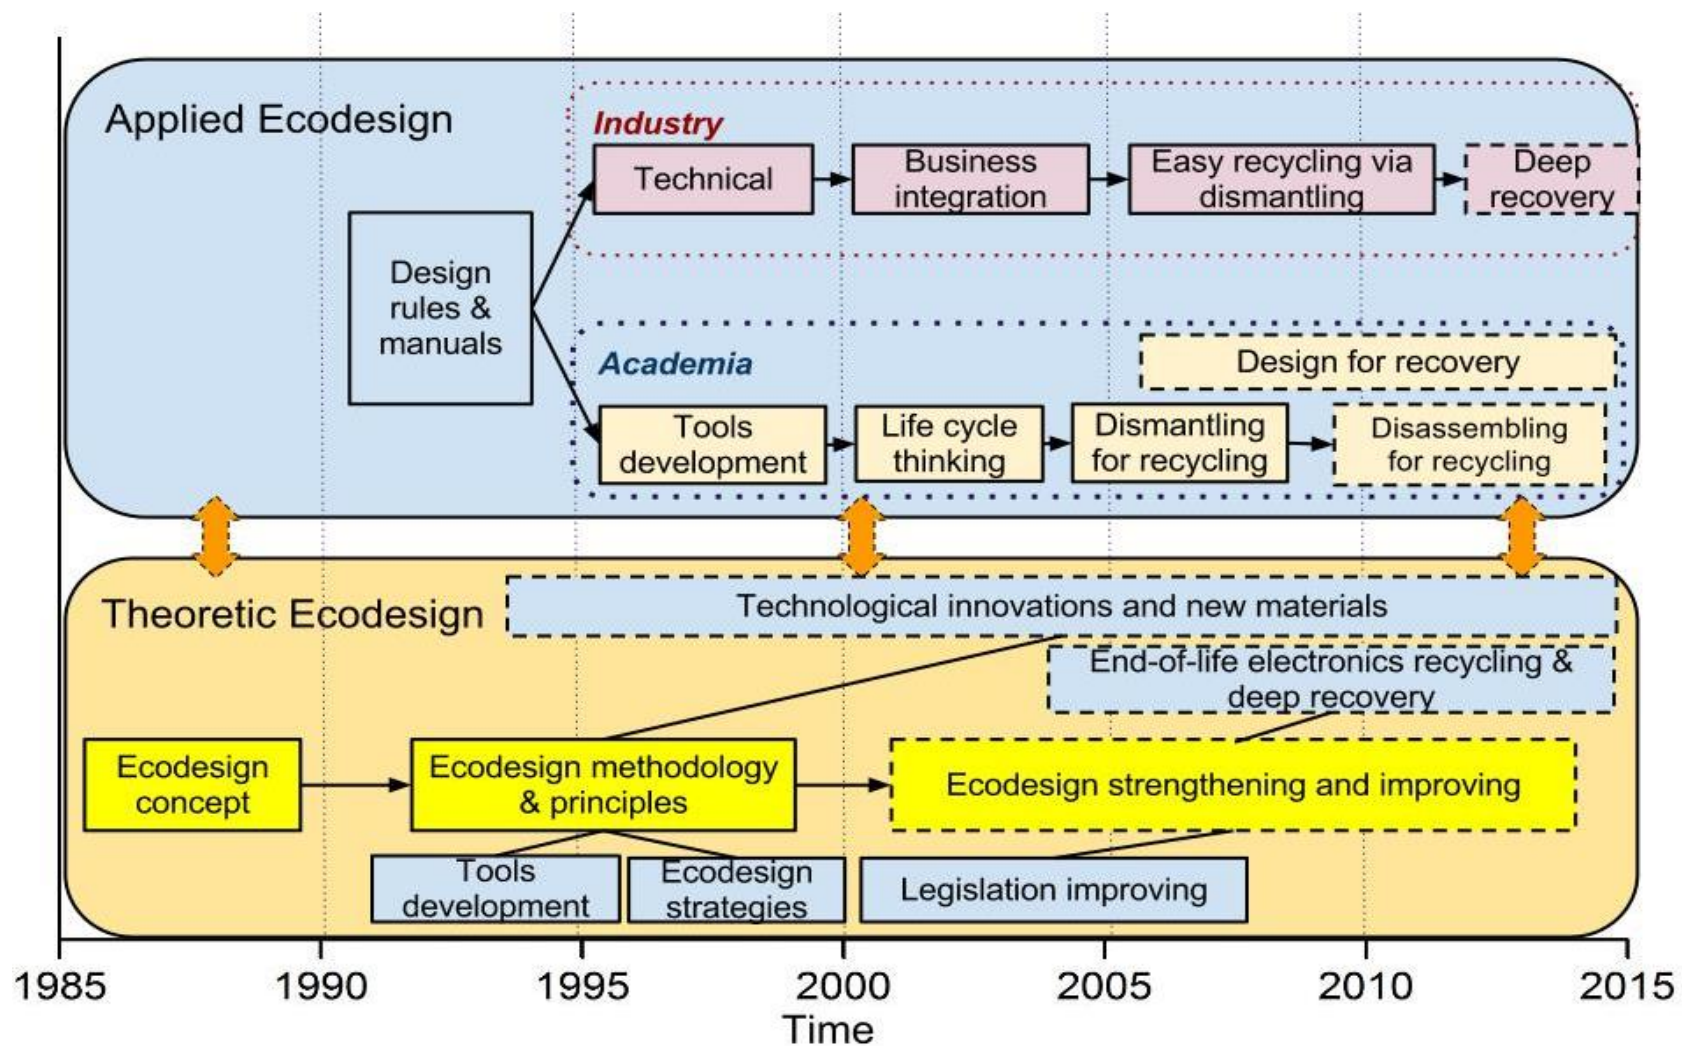 Applied Ecodesign
Industry
Technical
Business
integration
Easy recycling via
dismantling
Deep
recovery
Design
rules &
manuals
Academia
Design for recovery
Tools
development
Life cycle
thinking
Dismantling
for recycling
Disassembling
for recycling
Theoretic Ecodesign
Technological innovations and new materials
End-of-life electronics recycling &
deep recovery
Ecodesign
concept
Ecodesign methodology
& principles
Ecodesign strengthening and improving
Tools
development
Ecodesign
strategies
Legislation improving
1985 1990 1995 2000 2005 2010 2015
Time